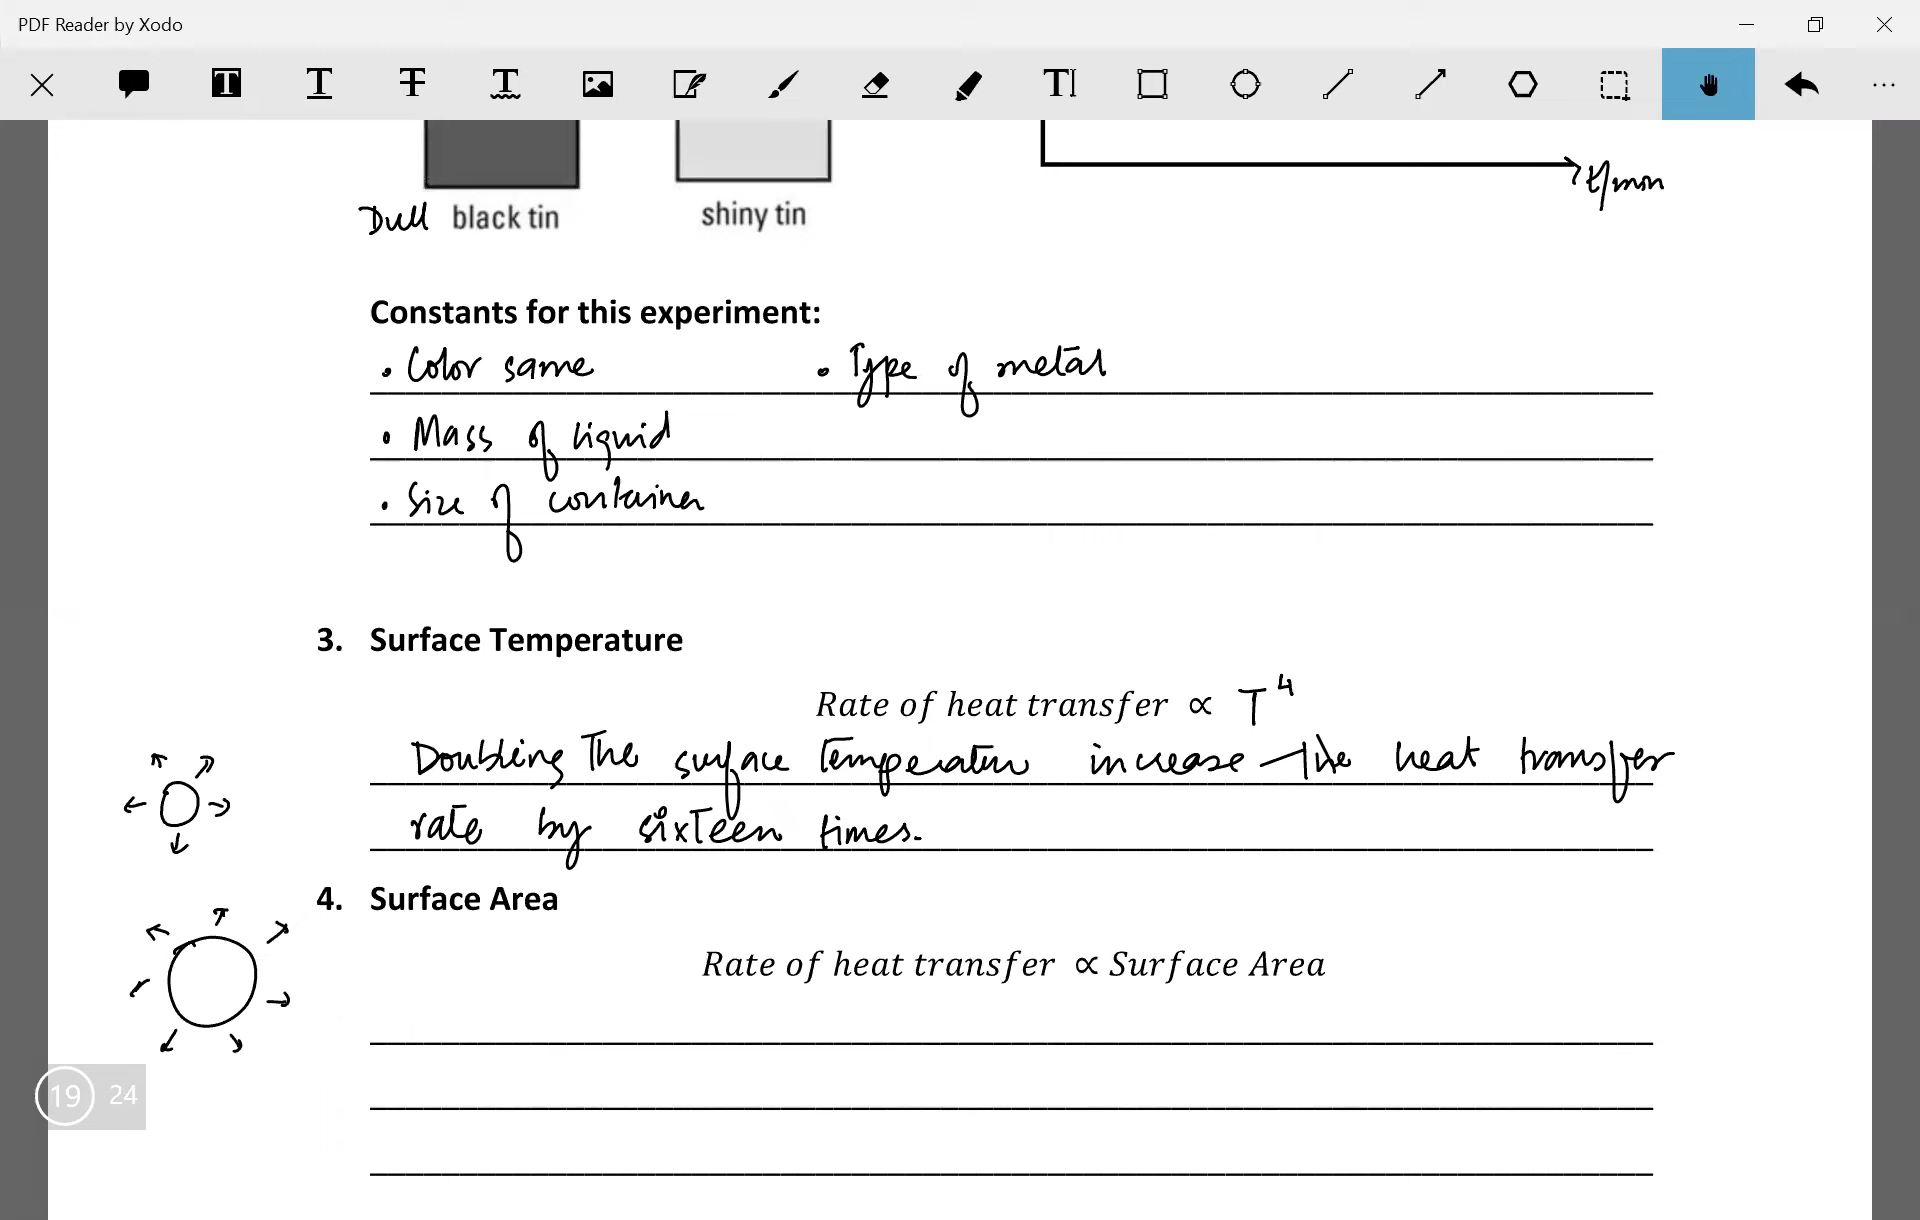 PDF Reader by Xodo
t/min
Dull black tin
shiny tin
Constants for this experiment:
• Color same • Type of metal
• Mass of liquid
• Size of container
3. Surface Temperature
Rate of heat transfer ∝ T⁴
Doubling The surface Temperature increase the heat transfer
rate by sixteen times.
4. Surface Area
Rate of heat transfer ∝ Surface Area
19 24